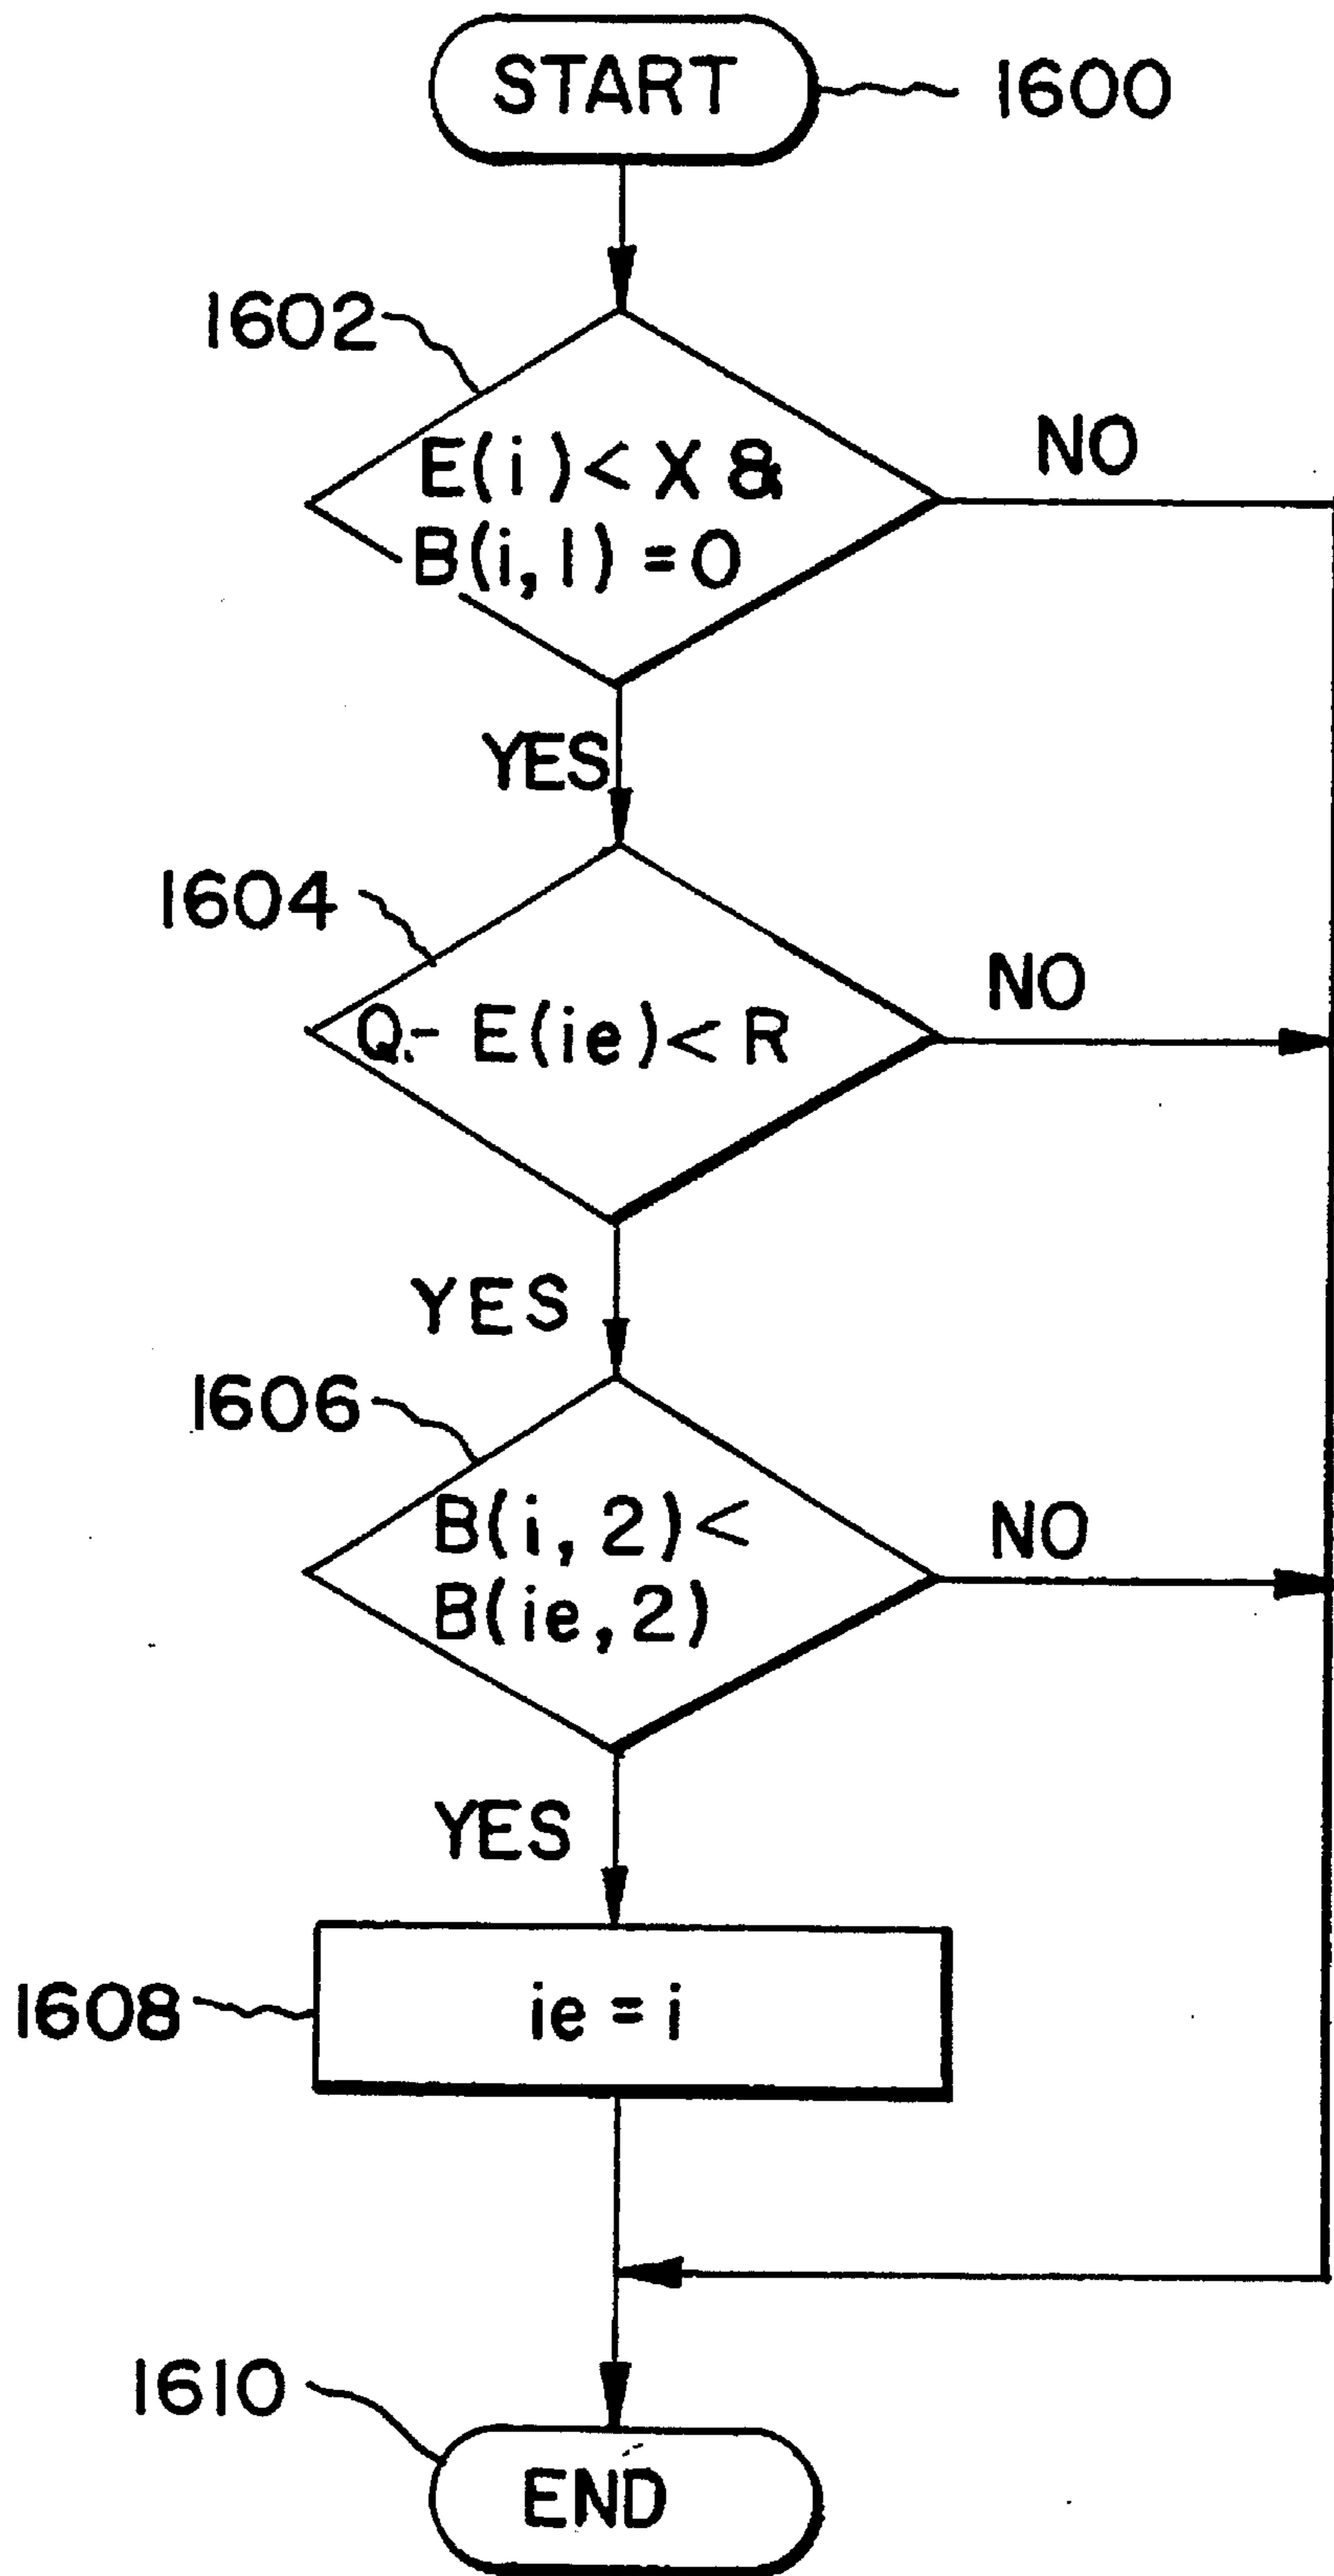 START
1600
1602
E(i) < X &
B(i, 1) = 0
NO
YES
1604
Q.- E(ie) < R
NO
YES
1606
B(i, 2) <
B(ie, 2)
NO
YES
1608
ie = i
1610
END